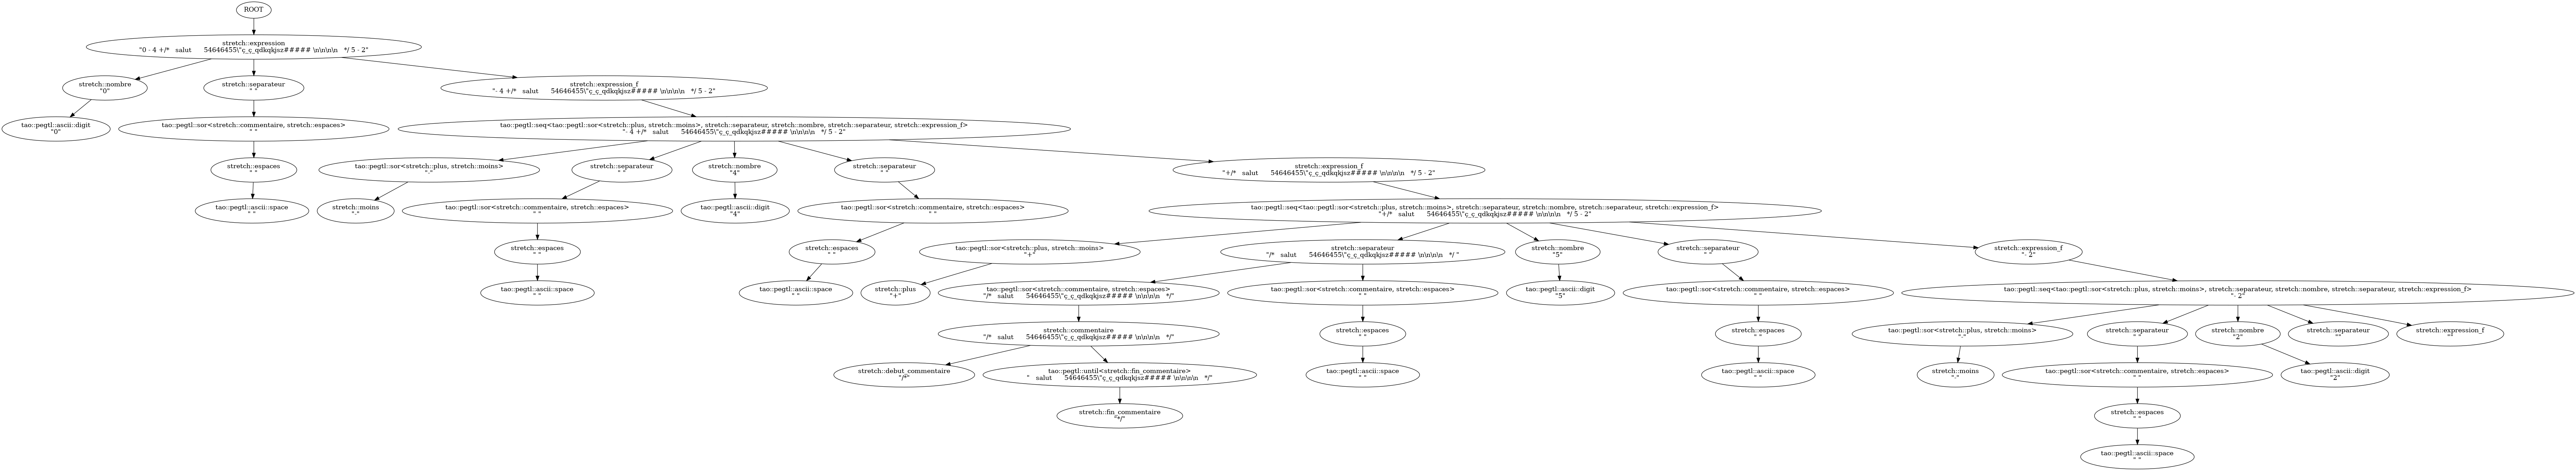 ROOT
stretch::expression
"0 - 4 +/*   salut      54646455\"ç_ç_qdkqkjsz##### \n\n\n\n   */ 5 - 2"
stretch::nombre
"0"
stretch::separateur
" "
stretch::expression_f
"- 4 +/*   salut      54646455\"ç_ç_qdkqkjsz##### \n\n\n\n   */ 5 - 2"
tao::pegtl::ascii::digit
"0"
tao::pegtl::sor<stretch::commentaire, stretch::espaces>
" "
tao::pegtl::seq<tao::pegtl::sor<stretch::plus, stretch::moins>, stretch::separateur, stretch::nombre, stretch::separateur, stretch::expression_f>
"- 4 +/*   salut      54646455\"ç_ç_qdkqkjsz##### \n\n\n\n   */ 5 - 2"
stretch::espaces
" "
tao::pegtl::sor<stretch::plus, stretch::moins>
"-"
stretch::separateur
" "
stretch::nombre
"4"
stretch::separateur
" "
stretch::expression_f
"+/*   salut      54646455\"ç_ç_qdkqkjsz##### \n\n\n\n   */ 5 - 2"
tao::pegtl::ascii::space
" "
stretch::moins
"-"
tao::pegtl::sor<stretch::commentaire, stretch::espaces>
" "
tao::pegtl::ascii::digit
"4"
tao::pegtl::sor<stretch::commentaire, stretch::espaces>
" "
tao::pegtl::seq<tao::pegtl::sor<stretch::plus, stretch::moins>, stretch::separateur, stretch::nombre, stretch::separateur, stretch::expression_f>
"+/*   salut      54646455\"ç_ç_qdkqkjsz##### \n\n\n\n   */ 5 - 2"
stretch::espaces
" "
stretch::espaces
" "
tao::pegtl::sor<stretch::plus, stretch::moins>
"+"
stretch::separateur
"/*   salut      54646455\"ç_ç_qdkqkjsz##### \n\n\n\n   */ "
stretch::nombre
"5"
stretch::separateur
" "
stretch::expression_f
"- 2"
tao::pegtl::ascii::space
" "
tao::pegtl::ascii::space
" "
stretch::plus
"+"
tao::pegtl::sor<stretch::commentaire, stretch::espaces>
"/*   salut      54646455\"ç_ç_qdkqkjsz##### \n\n\n\n   */"
tao::pegtl::sor<stretch::commentaire, stretch::espaces>
" "
tao::pegtl::ascii::digit
"5"
tao::pegtl::sor<stretch::commentaire, stretch::espaces>
" "
tao::pegtl::seq<tao::pegtl::sor<stretch::plus, stretch::moins>, stretch::separateur, stretch::nombre, stretch::separateur, stretch::expression_f>
"- 2"
stretch::commentaire
"/*   salut      54646455\"ç_ç_qdkqkjsz##### \n\n\n\n   */"
stretch::espaces
" "
stretch::espaces
" "
tao::pegtl::sor<stretch::plus, stretch::moins>
"-"
stretch::separateur
" "
stretch::nombre
"2"
stretch::separateur
""
stretch::expression_f
""
stretch::debut_commentaire
"/*"
tao::pegtl::until<stretch::fin_commentaire>
"   salut      54646455\"ç_ç_qdkqkjsz##### \n\n\n\n   */"
tao::pegtl::ascii::space
" "
tao::pegtl::ascii::space
" "
stretch::moins
"-"
tao::pegtl::sor<stretch::commentaire, stretch::espaces>
" "
tao::pegtl::ascii::digit
"2"
stretch::fin_commentaire
"*/"
stretch::espaces
" "
tao::pegtl::ascii::space
" "